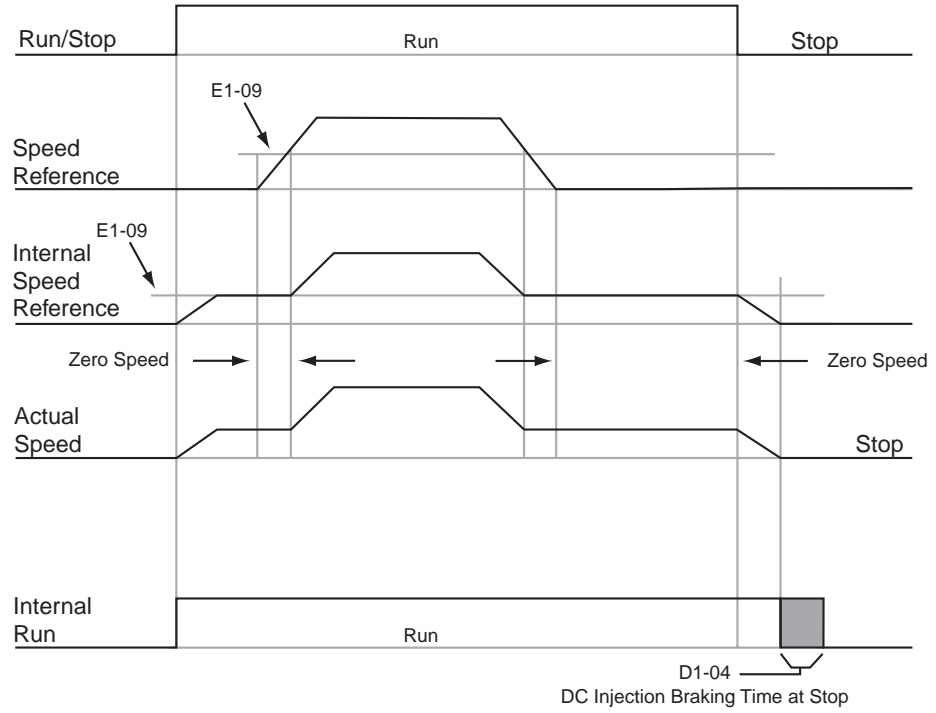 Run/Stop
Run
Stop
E1-09
Speed
Reference
E1-09
Internal
Speed
Reference
Zero Speed
Zero Speed
Actual
Speed
Stop
Internal
Run
Run
D1-04
DC Injection Braking Time at Stop